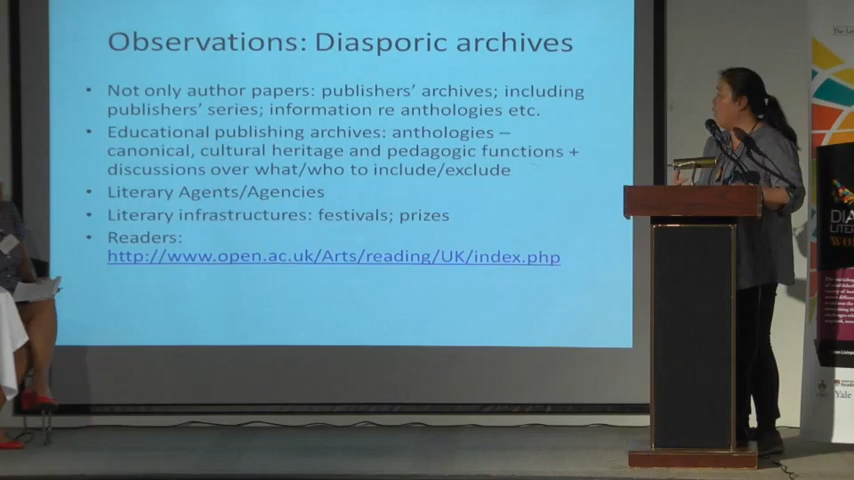 Observations: Diasporic archives
• Not only author papers: publishers’ archives; including
publishers’ series; information re anthologies etc.
• Educational publishing archives: anthologies –
canonical, cultural heritage and pedagogic functions +
discussions over what/who to include/exclude
• Literary Agents/Agencies
• Literary infrastructures: festivals; prizes
• Readers:
http://www.open.ac.uk/Arts/reading/UK/index.php
Yale